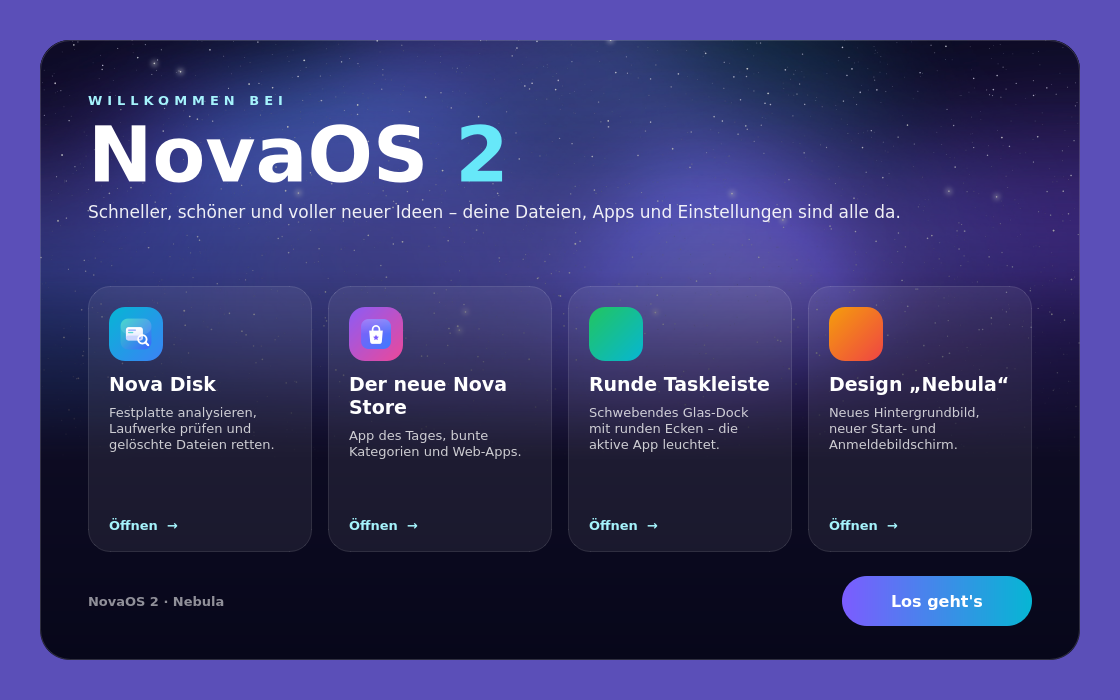 WILLKOMMEN BEI
NovaOS 2
Schneller, schöner und voller neuer Ideen – deine Dateien, Apps und Einstellungen sind alle da.
Nova Disk
Festplatte analysieren,
Laufwerke prüfen und
gelöschte Dateien retten.
Öffnen →
Der neue Nova
Store
App des Tages, bunte
Kategorien und Web-Apps.
Öffnen →
Runde Taskleiste
Schwebendes Glas-Dock
mit runden Ecken – die
aktive App leuchtet.
Öffnen →
Design „Nebula“
Neues Hintergrundbild,
neuer Start- und
Anmeldebildschirm.
Öffnen →
NovaOS 2 · Nebula
Los geht's